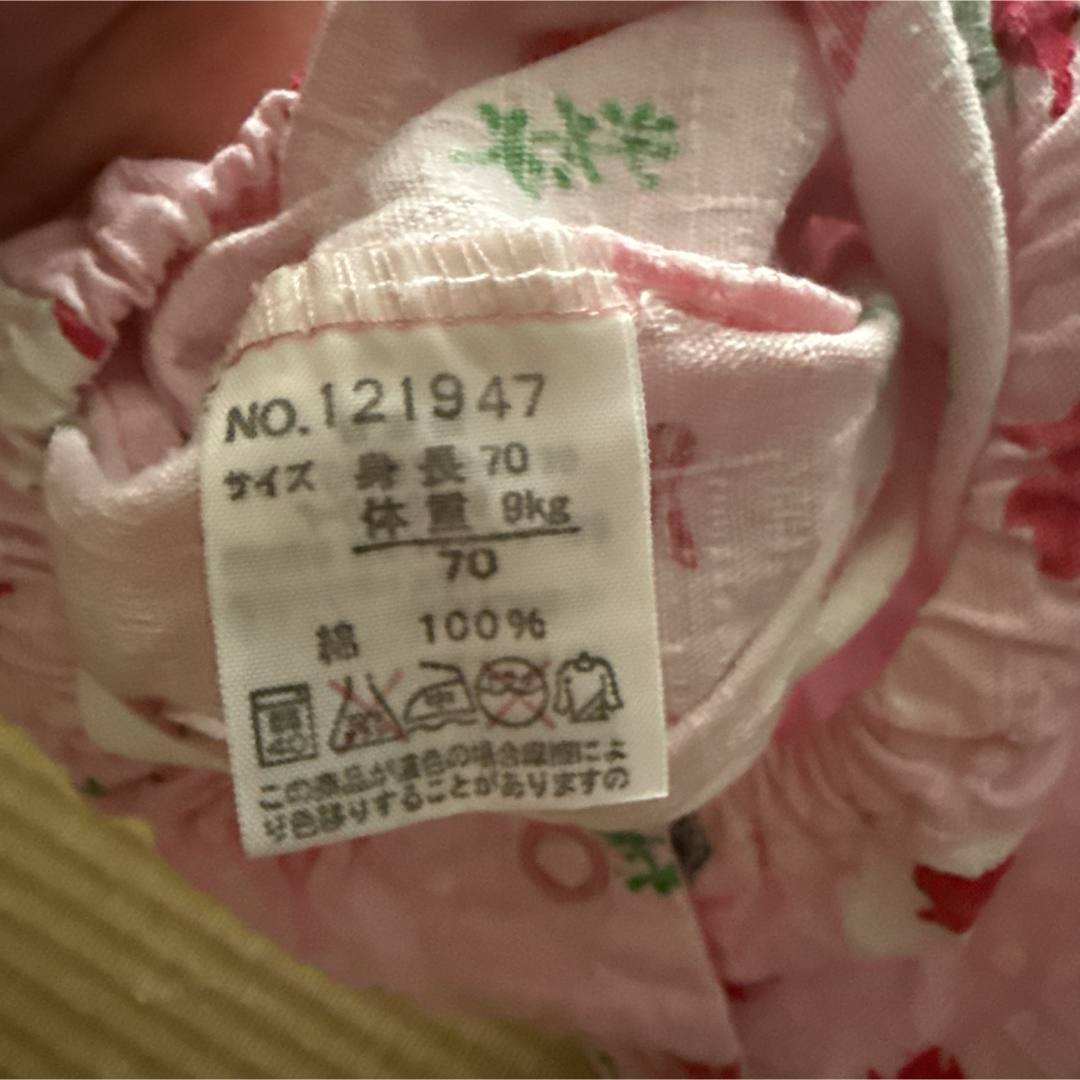 NO.121947
サイズ 身長 70
体重 9kg
70
綿 100%
40
この商品が濃色の場合摩擦によ
り色移りすることがありますの